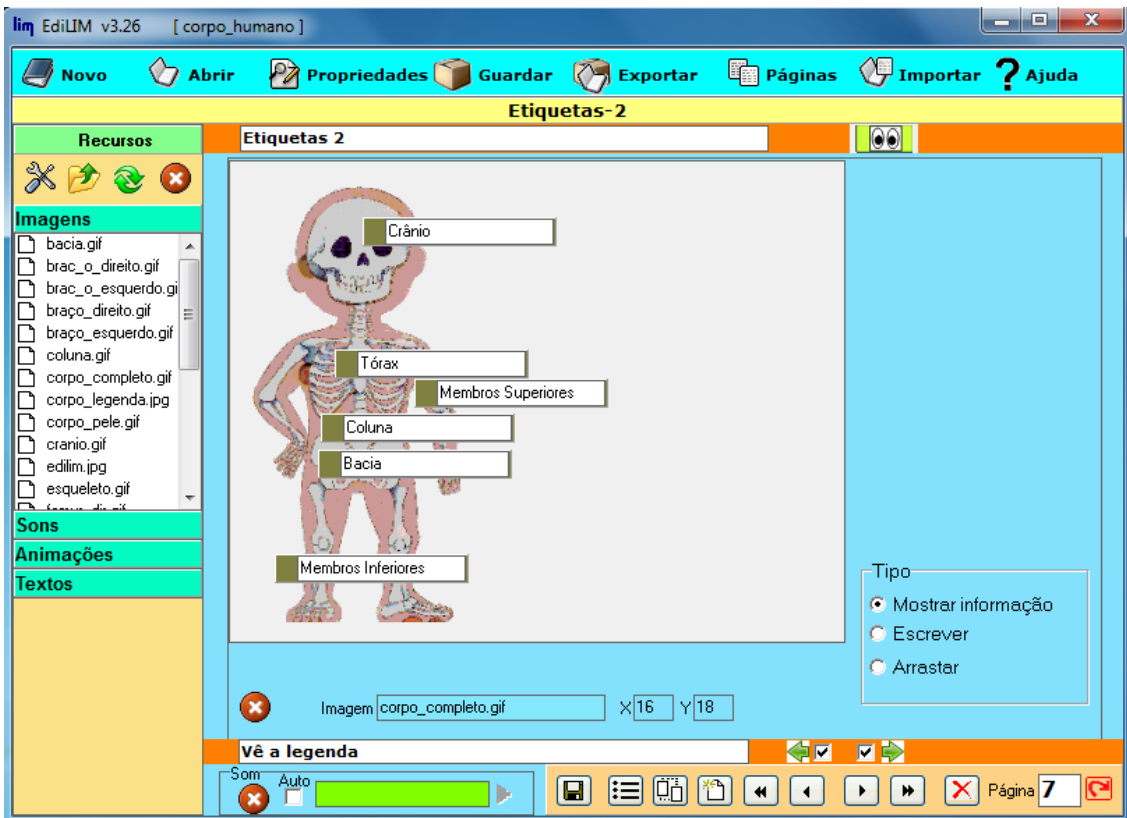 lim EdiLIM v3.26 [ corpo_humano ]
Novo Abrir Propriedades Guardar Exportar Páginas Importar ? Ajuda
Etiquetas-2
Recursos
Etiquetas 2
Imagens
bacia.gif
brac_o_direito.gif
brac_o_esquerdo.gi
braço_direito.gif
braço_esquerdo.gif
coluna.gif
corpo_completo.gif
corpo_legenda.jpg
corpo_pele.gif
cranio.gif
edilim.jpg
esqueleto.gif
Sons
Animações
Textos
Crânio
Tórax
Membros Superiores
Coluna
Bacia
Membros Inferiores
Tipo
Mostrar informação
Escrever
Arrastar
Imagem corpo_completo.gif X 16 Y 18
Vê a legenda
Som Auto
Página 7